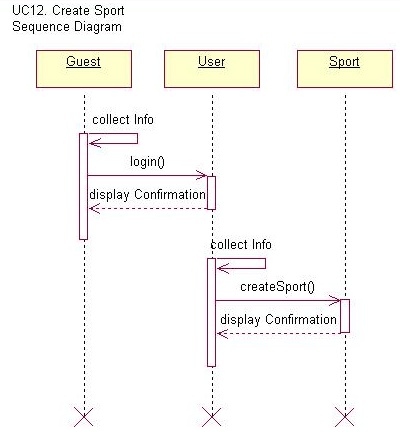 UC12. Create Sport
Sequence Diagram
Guest
User
Sport
collect Info
login()
display Confirmation
collect Info
createSport()
display Confirmation